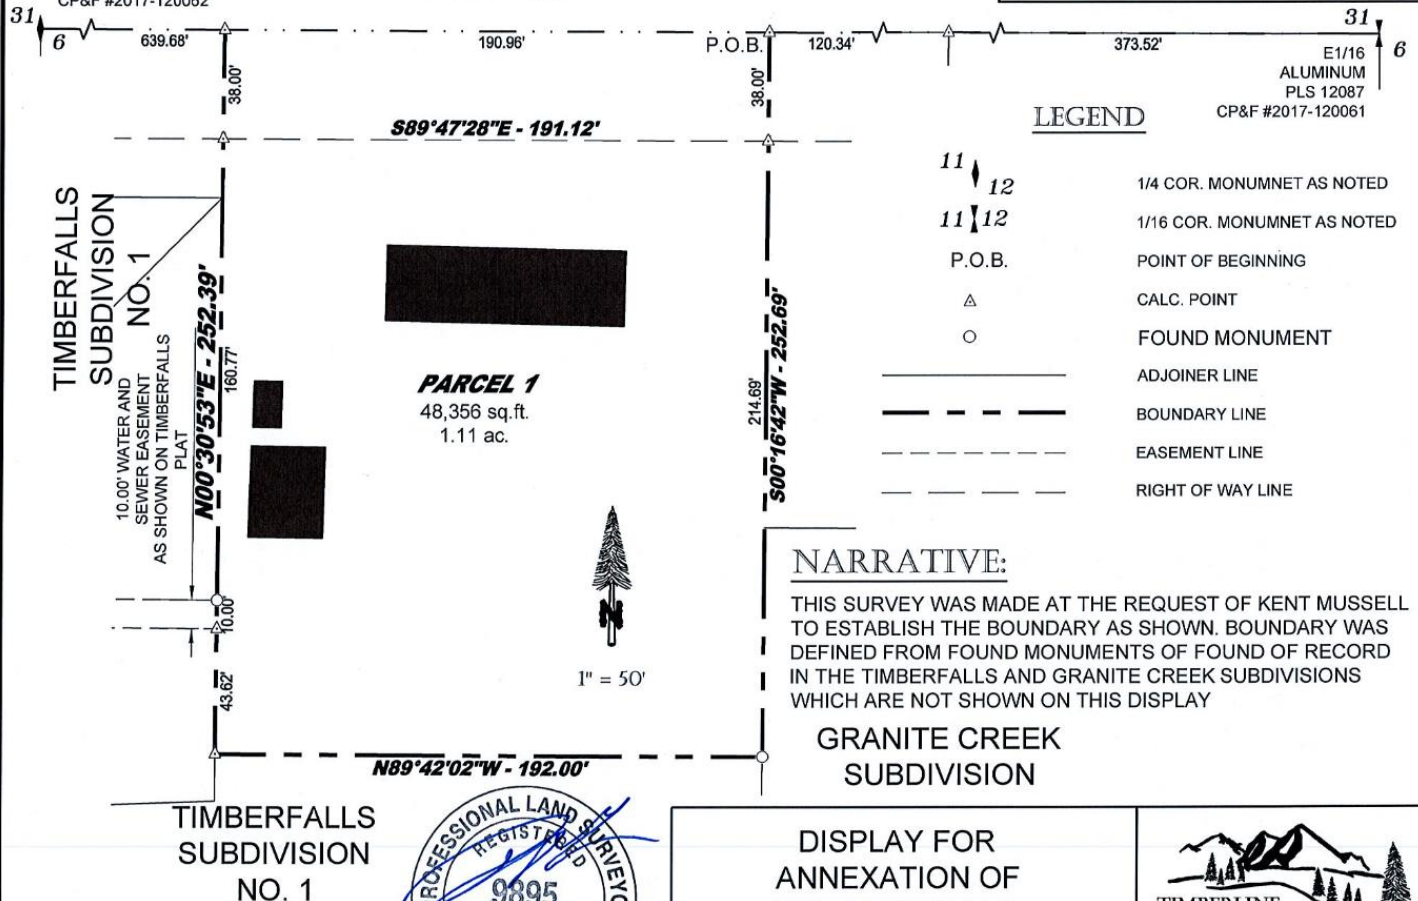 CP&F #2017-120062
31
6
639.68'
190.96'
P.O.B.
120.34'
373.52'
31
6
E1/16
ALUMINUM
PLS 12087
CP&F #2017-120061
38.00'
38.00'
S89°47'28"E - 191.12'
LEGEND
11
12
1/4 COR. MONUMNET AS NOTED
11 12
1/16 COR. MONUMNET AS NOTED
P.O.B.
POINT OF BEGINNING
CALC. POINT
FOUND MONUMENT
ADJOINER LINE
BOUNDARY LINE
EASEMENT LINE
RIGHT OF WAY LINE
TIMBERFALLS
SUBDIVISION
NO. 1
10.00' WATER AND
SEWER EASEMENT
AS SHOWN ON TIMBERFALLS
PLAT
N00°30'53"E - 252.39'
160.77'
PARCEL 1
48,356 sq.ft.
1.11 ac.
214.69'
S00°16'42"W - 252.69'
10.00'
43.62'
N
1" = 50'
NARRATIVE:
THIS SURVEY WAS MADE AT THE REQUEST OF KENT MUSSELL
TO ESTABLISH THE BOUNDARY AS SHOWN. BOUNDARY WAS
DEFINED FROM FOUND MONUMENTS OF FOUND OF RECORD
IN THE TIMBERFALLS AND GRANITE CREEK SUBDIVISIONS
WHICH ARE NOT SHOWN ON THIS DISPLAY
GRANITE CREEK
SUBDIVISION
N89°42'02"W - 192.00'
TIMBERFALLS
SUBDIVISION
NO. 1
PROFESSIONAL LAND SURVEYO
REGISTERED
9895
DISPLAY FOR
ANNEXATION OF
TIMBERLINE